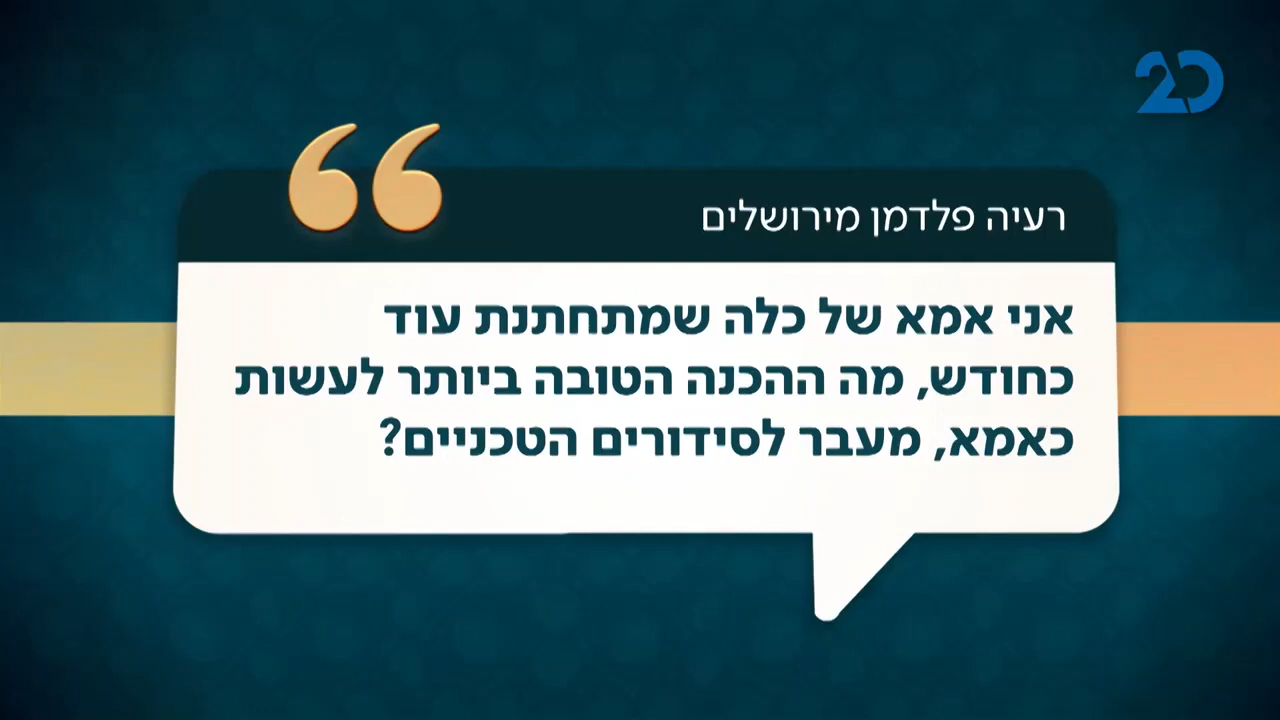 20
רעיה פלדמן מירושלים
אני אמא של כלה שמתחתנת עוד
כחודש, מה ההכנה הטובה ביותר לעשות
כאמא, מעבר לסידורים הטכניים?